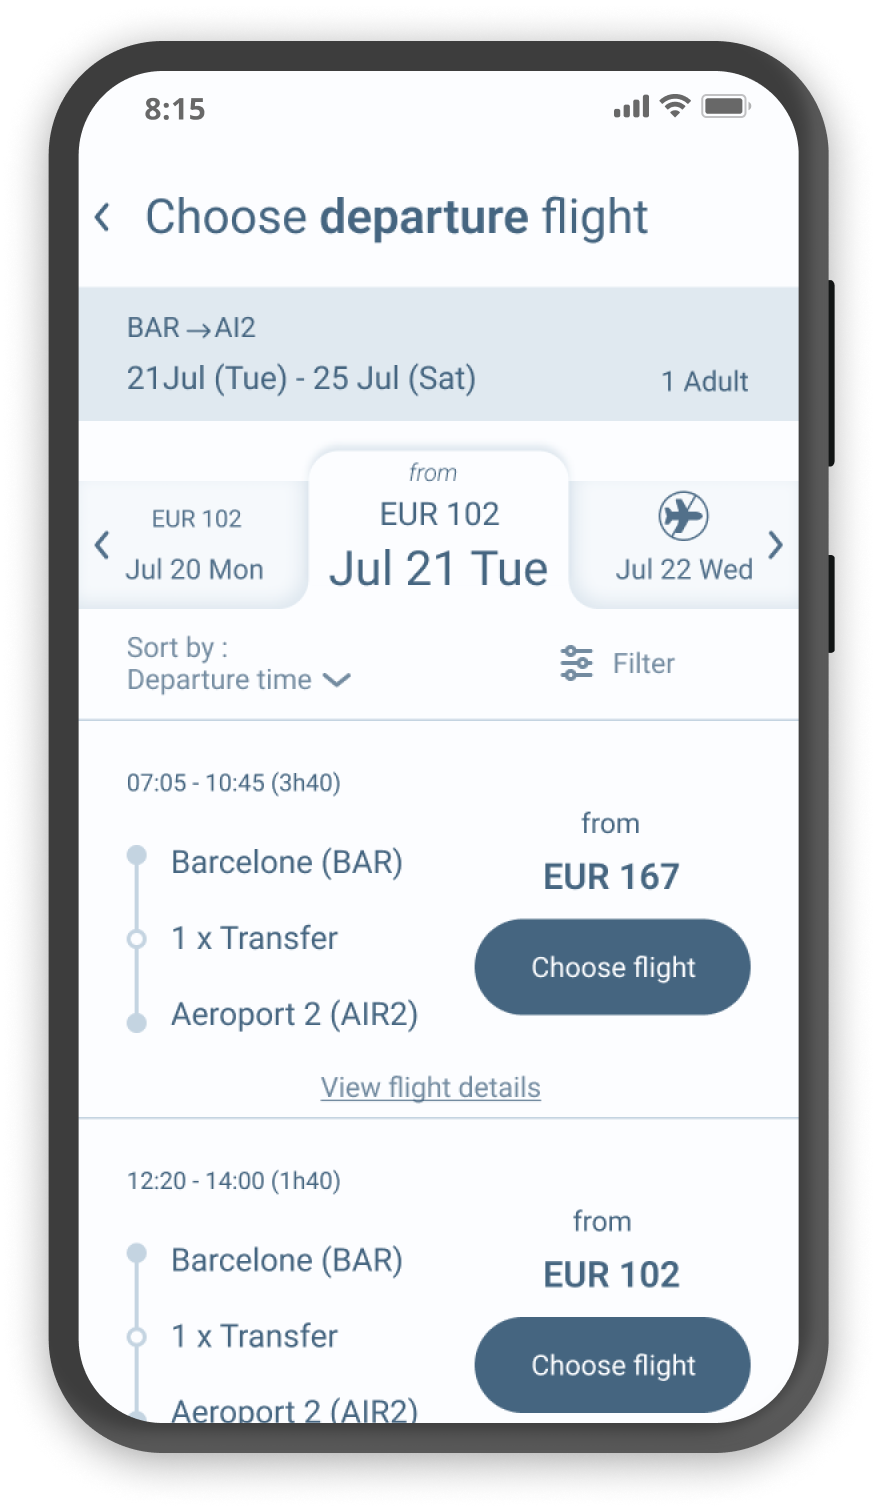 8:15
Choose departure flight
BAR → AI2
21Jul (Tue) - 25 Jul (Sat)
1 Adult
EUR 102
Jul 20 Mon
from
EUR 102
Jul 21 Tue
Jul 22 Wed
Sort by :
Departure time
Filter
07:05 - 10:45 (3h40)
Barcelone (BAR)
1 x Transfer
Aeroport 2 (AIR2)
from
EUR 167
Choose flight
View flight details
12:20 - 14:00 (1h40)
Barcelone (BAR)
1 x Transfer
Aeroport 2 (AIR2)
from
EUR 102
Choose flight